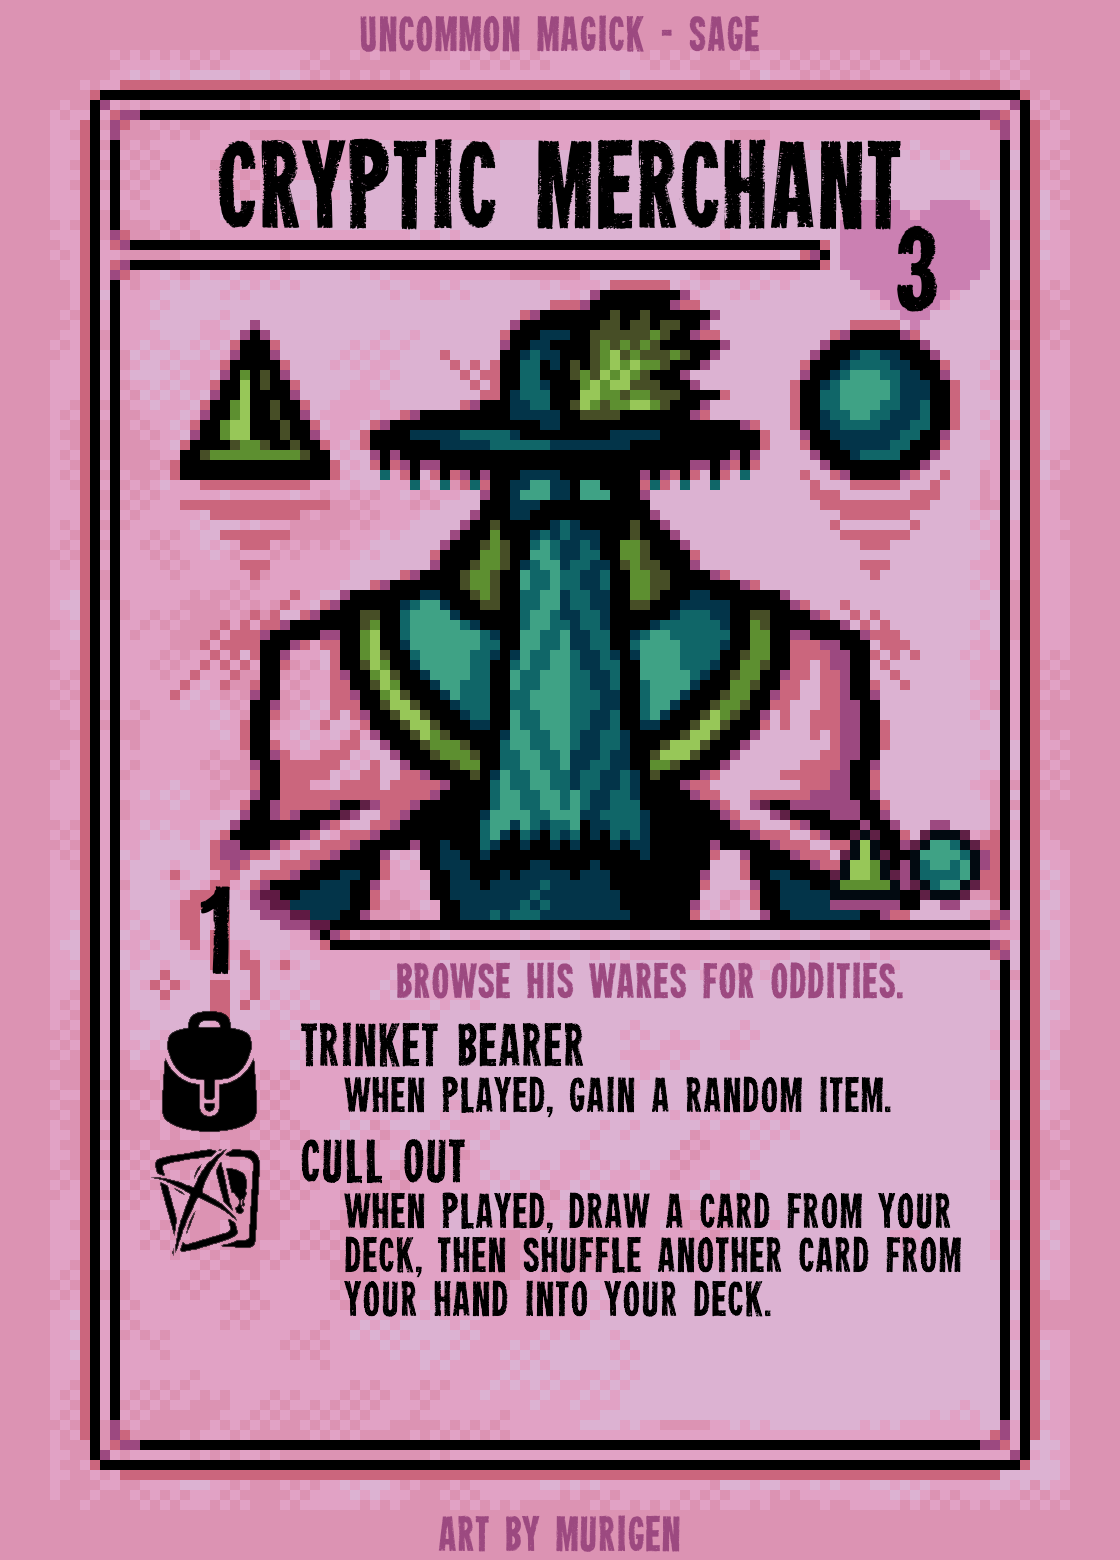 UNCOMMON MAGICK - SAGE
CRYPTIC MERCHANT
3
1
BROWSE HIS WARES FOR ODDITIES.
TRINKET BEARER
WHEN PLAYED, GAIN A RANDOM ITEM.
CULL OUT
WHEN PLAYED, DRAW A CARD FROM YOUR
DECK, THEN SHUFFLE ANOTHER CARD FROM
YOUR HAND INTO YOUR DECK.
ART BY MURIGEN